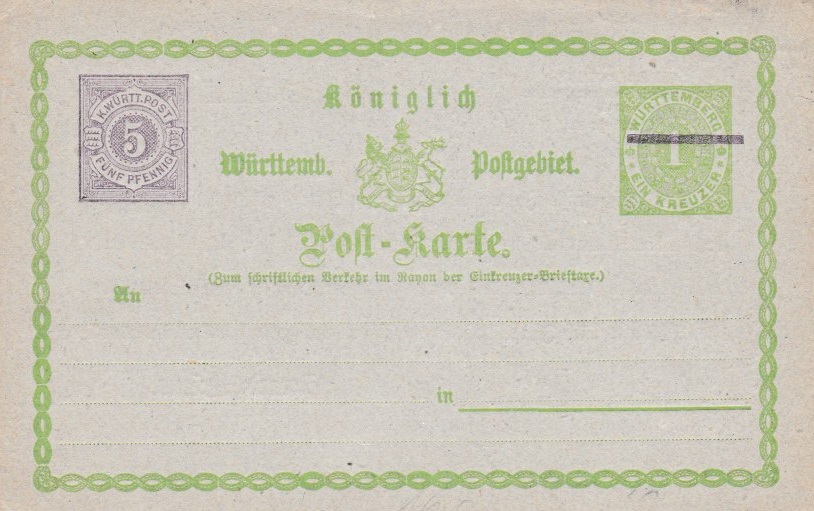 K. WÜRTT. POST
5
FÜNF PFENNIG
Königlich
WÜRTTEMBERG
1
EIN KREUZER
Württemb. Postgebiet.
Post-Karte.
(Zum schriftlichen Verkehr im Rayon der Einkreuzer-Brieftaxe.)
An
in